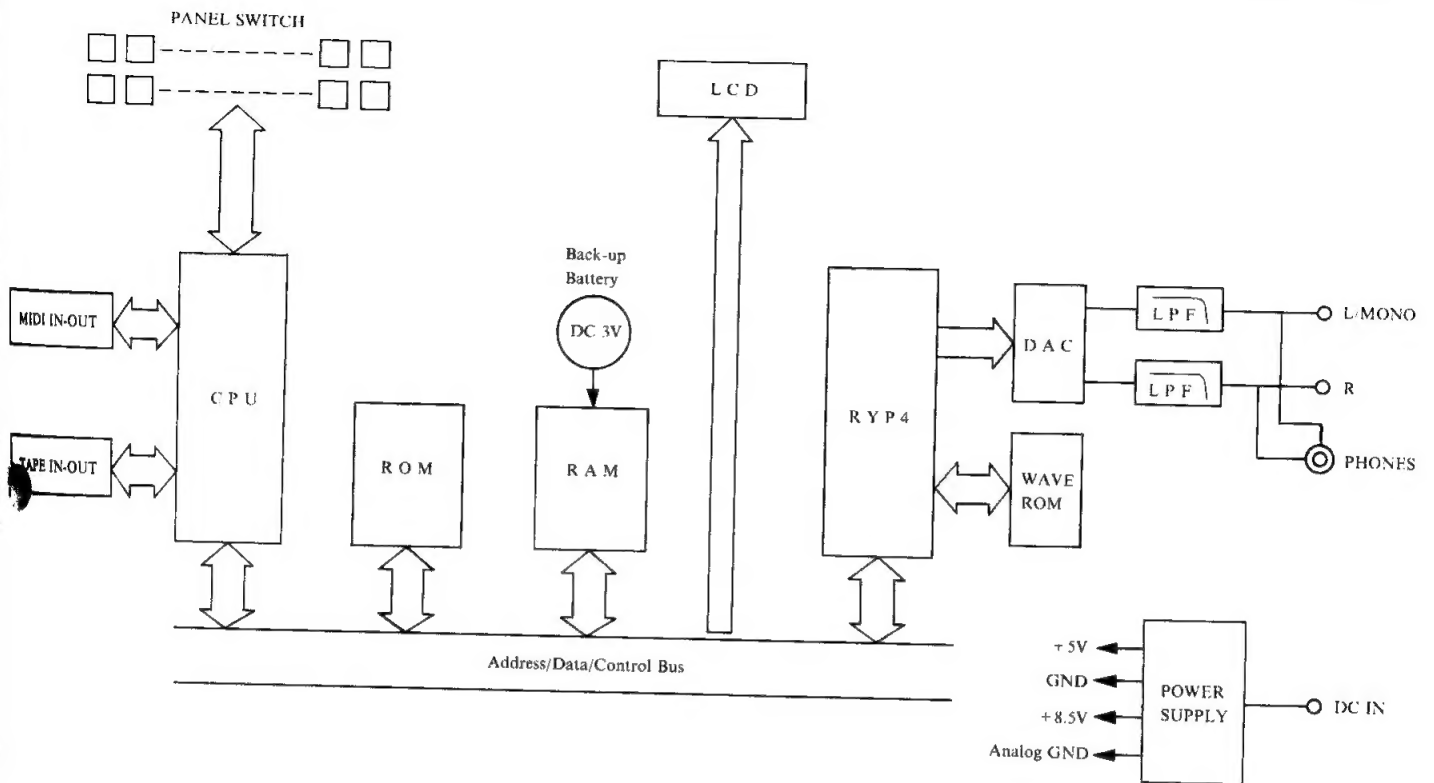 PANEL SWITCH
LCD
Back-up
Battery
DC 3V
MIDI IN-OUT
TAPE IN-OUT
CPU
ROM
RAM
RYP4
DAC
LPF
LPF
WAVE
ROM
L/MONO
R
PHONES
Address/Data/Control Bus
+5V
GND
+8.5V
Analog GND
POWER
SUPPLY
DC IN